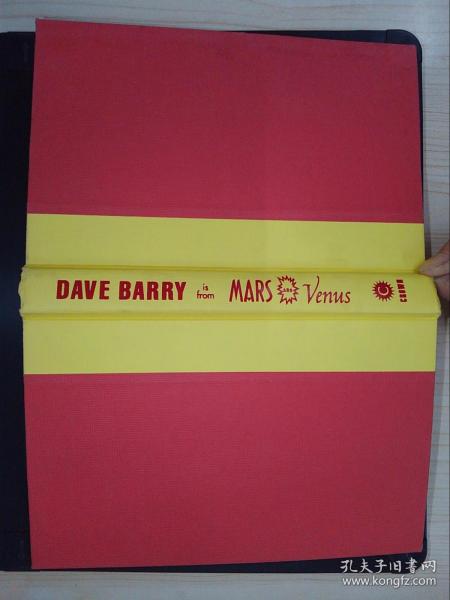 DAVE BARRY is from MARS AND Venus
CROWN
孔夫子旧书网
www.kongfz.com